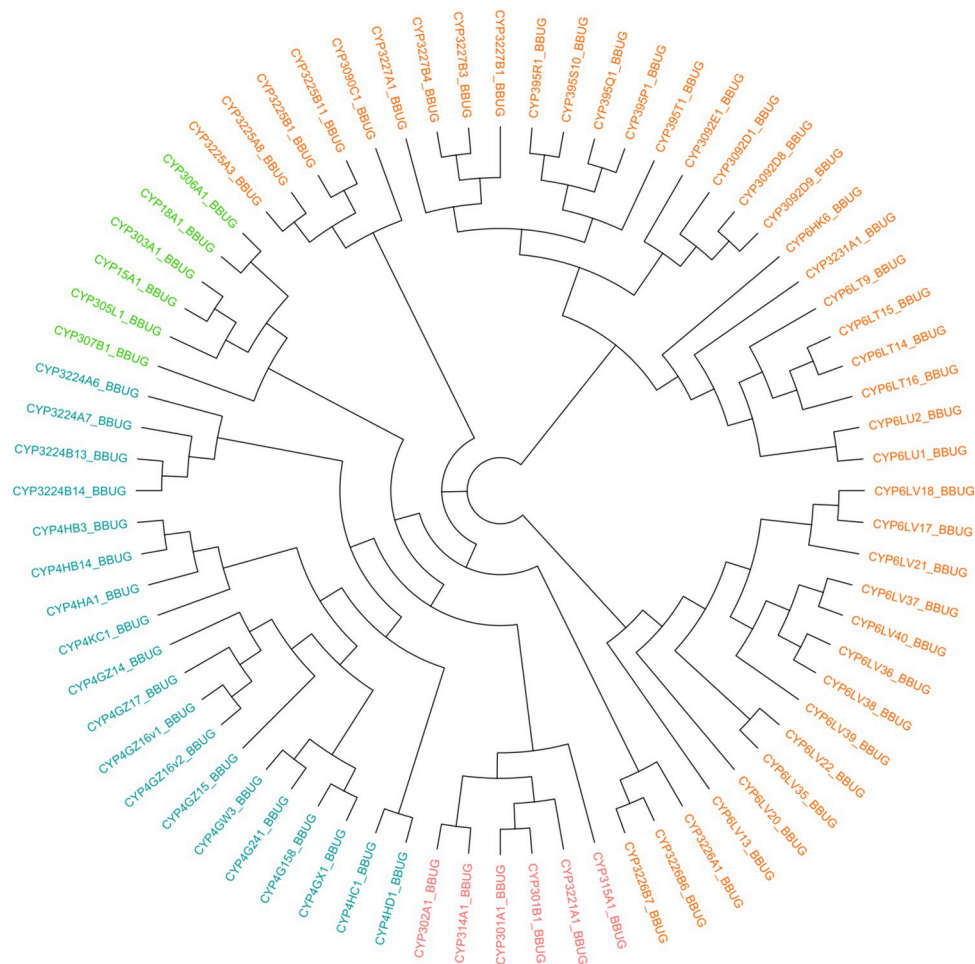 CYP3227B1_BBUG
CYP395R1_BBUG
CYP395S10_BBUG
CYP395Q1_BBUG
CYP395P1_BBUG
CYP395T1_BBUG
CYP3092E1_BBUG
CYP3092D1_BBUG
CYP3092D8_BBUG
CYP3092D9_BBUG
CYP6HK6_BBUG
CYP3231A1_BBUG
CYP6LT9_BBUG
CYP6LT15_BBUG
CYP6LT14_BBUG
CYP6LT16_BBUG
CYP6LU2_BBUG
CYP6LU1_BBUG
CYP6LV18_BBUG
CYP6LV17_BBUG
CYP6LV21_BBUG
CYP6LV37_BBUG
CYP6LV40_BBUG
CYP6LV36_BBUG
CYP6LV38_BBUG
CYP6LV39_BBUG
CYP6LV22_BBUG
CYP6LV35_BBUG
CYP6LV20_BBUG
CYP6LV13_BBUG
CYP3226A1_BBUG
CYP3226B6_BBUG
CYP3226B7_BBUG
CYP315A1_BBUG
CYP3221A1_BBUG
CYP301B1_BBUG
CYP301A1_BBUG
CYP314A1_BBUG
CYP302A1_BBUG
CYP4HD1_BBUG
CYP4HC1_BBUG
CYP4GX1_BBUG
CYP4G158_BBUG
CYP4G241_BBUG
CYP4GW3_BBUG
CYP4GZ15_BBUG
CYP4GZ16v2_BBUG
CYP4GZ16v1_BBUG
CYP4GZ17_BBUG
CYP4GZ14_BBUG
CYP4KC1_BBUG
CYP4HA1_BBUG
CYP4HB14_BBUG
CYP4HB3_BBUG
CYP3224B14_BBUG
CYP3224B13_BBUG
CYP3224A7_BBUG
CYP3224A6_BBUG
CYP307B1_BBUG
CYP305L1_BBUG
CYP15A1_BBUG
CYP303A1_BBUG
CYP18A1_BBUG
CYP306A1_BBUG
CYP3225A3_BBUG
CYP3225A8_BBUG
CYP3225B1_BBUG
CYP3225B11_BBUG
CYP3090C1_BBUG
CYP3227A1_BBUG
CYP3227B4_BBUG
CYP3227B3_BBUG